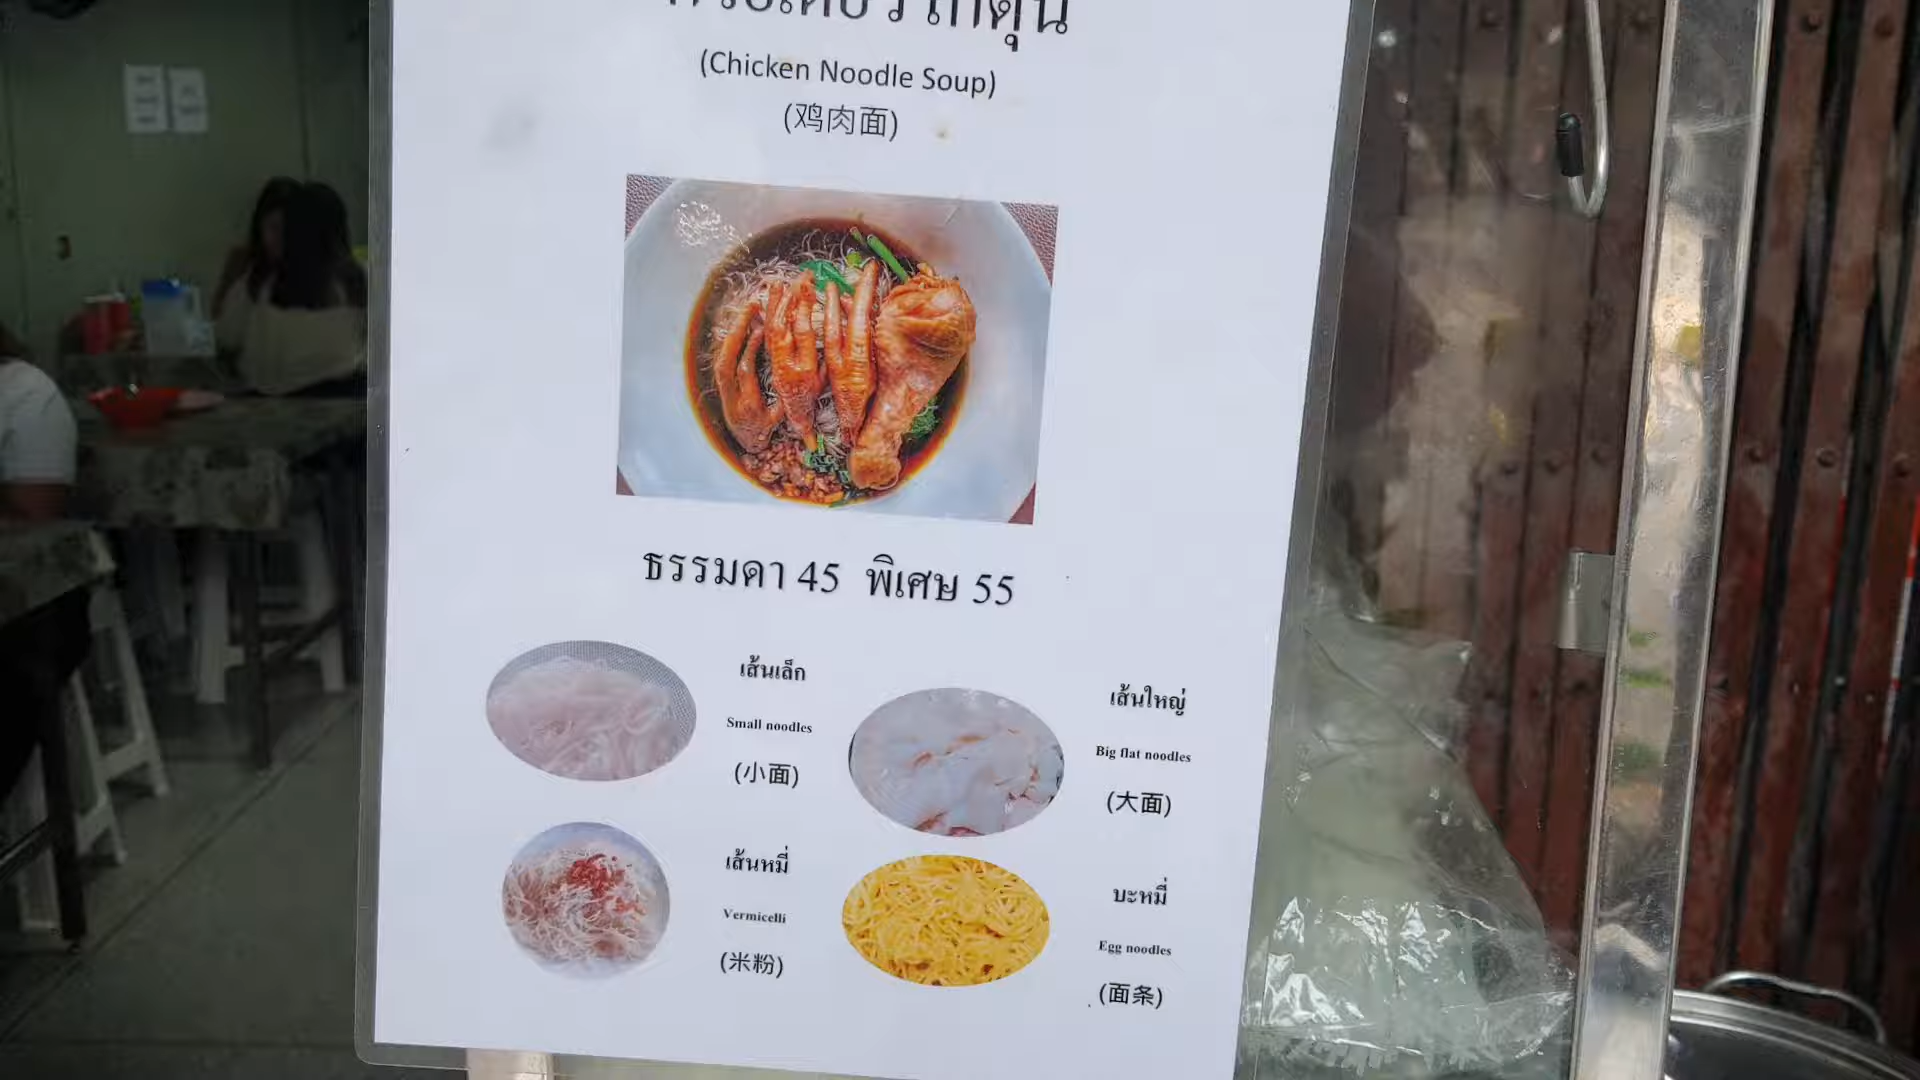 (Chicken Noodle Soup)
(鸡肉面)
ธรรมดา 45 พิเศษ 55
เส้นเล็ก
Small noodles
(小面)
เส้นใหญ่
Big flat noodles
(大面)
เส้นหมี่
Vermicelli
(米粉)
บะหมี่
Egg noodles
(面条)